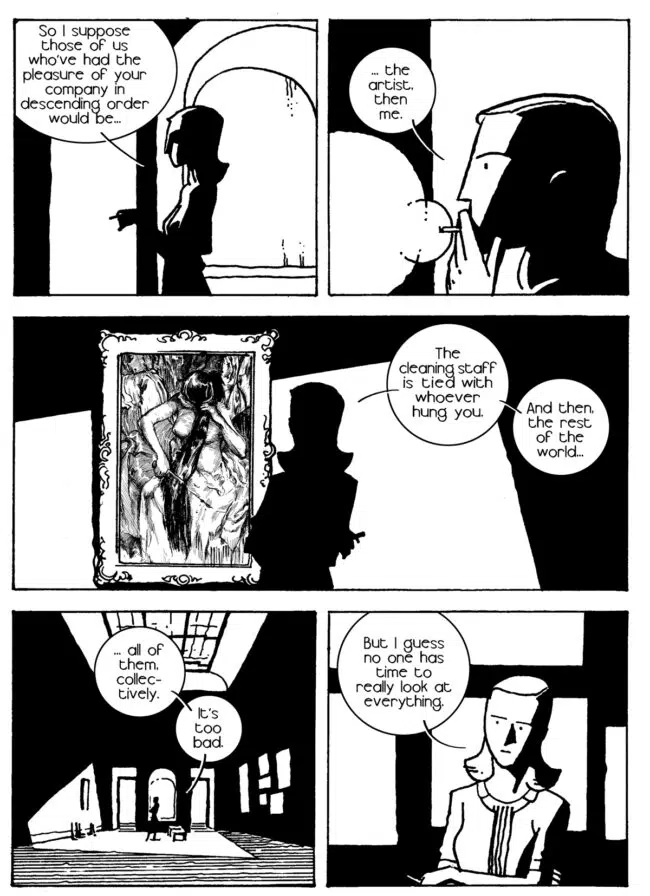 So I suppose
those of us
who've had the
pleasure of your
company in
descending order
would be...
... the
artist,
then
me.
The
cleaning staff
is tied with
whoever
hung you.
And then,
the rest
of the
world...
... all of
them,
collec-
tively.
It's
too
bad.
But I guess
no one has
time to
really look at
everything.